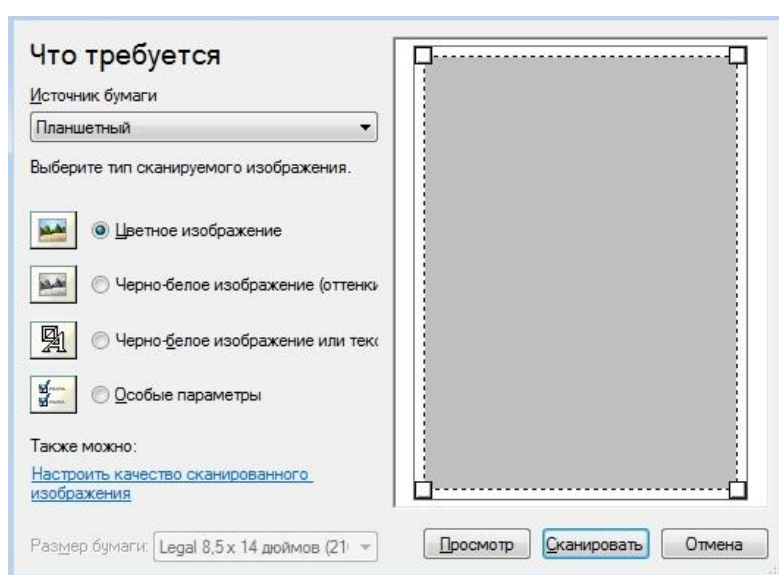 Что требуется
Источник бумаги
Планшетный
Выберите тип сканируемого изображения.
Цветное изображение
Черно-белое изображение (оттенки
Черно-белое изображение или текс
Особые параметры
Также можно:
Настроить качество сканированного
изображения
Размер бумаги: Legal 8,5 x 14 дюймов (21
Просмотр Сканировать Отмена